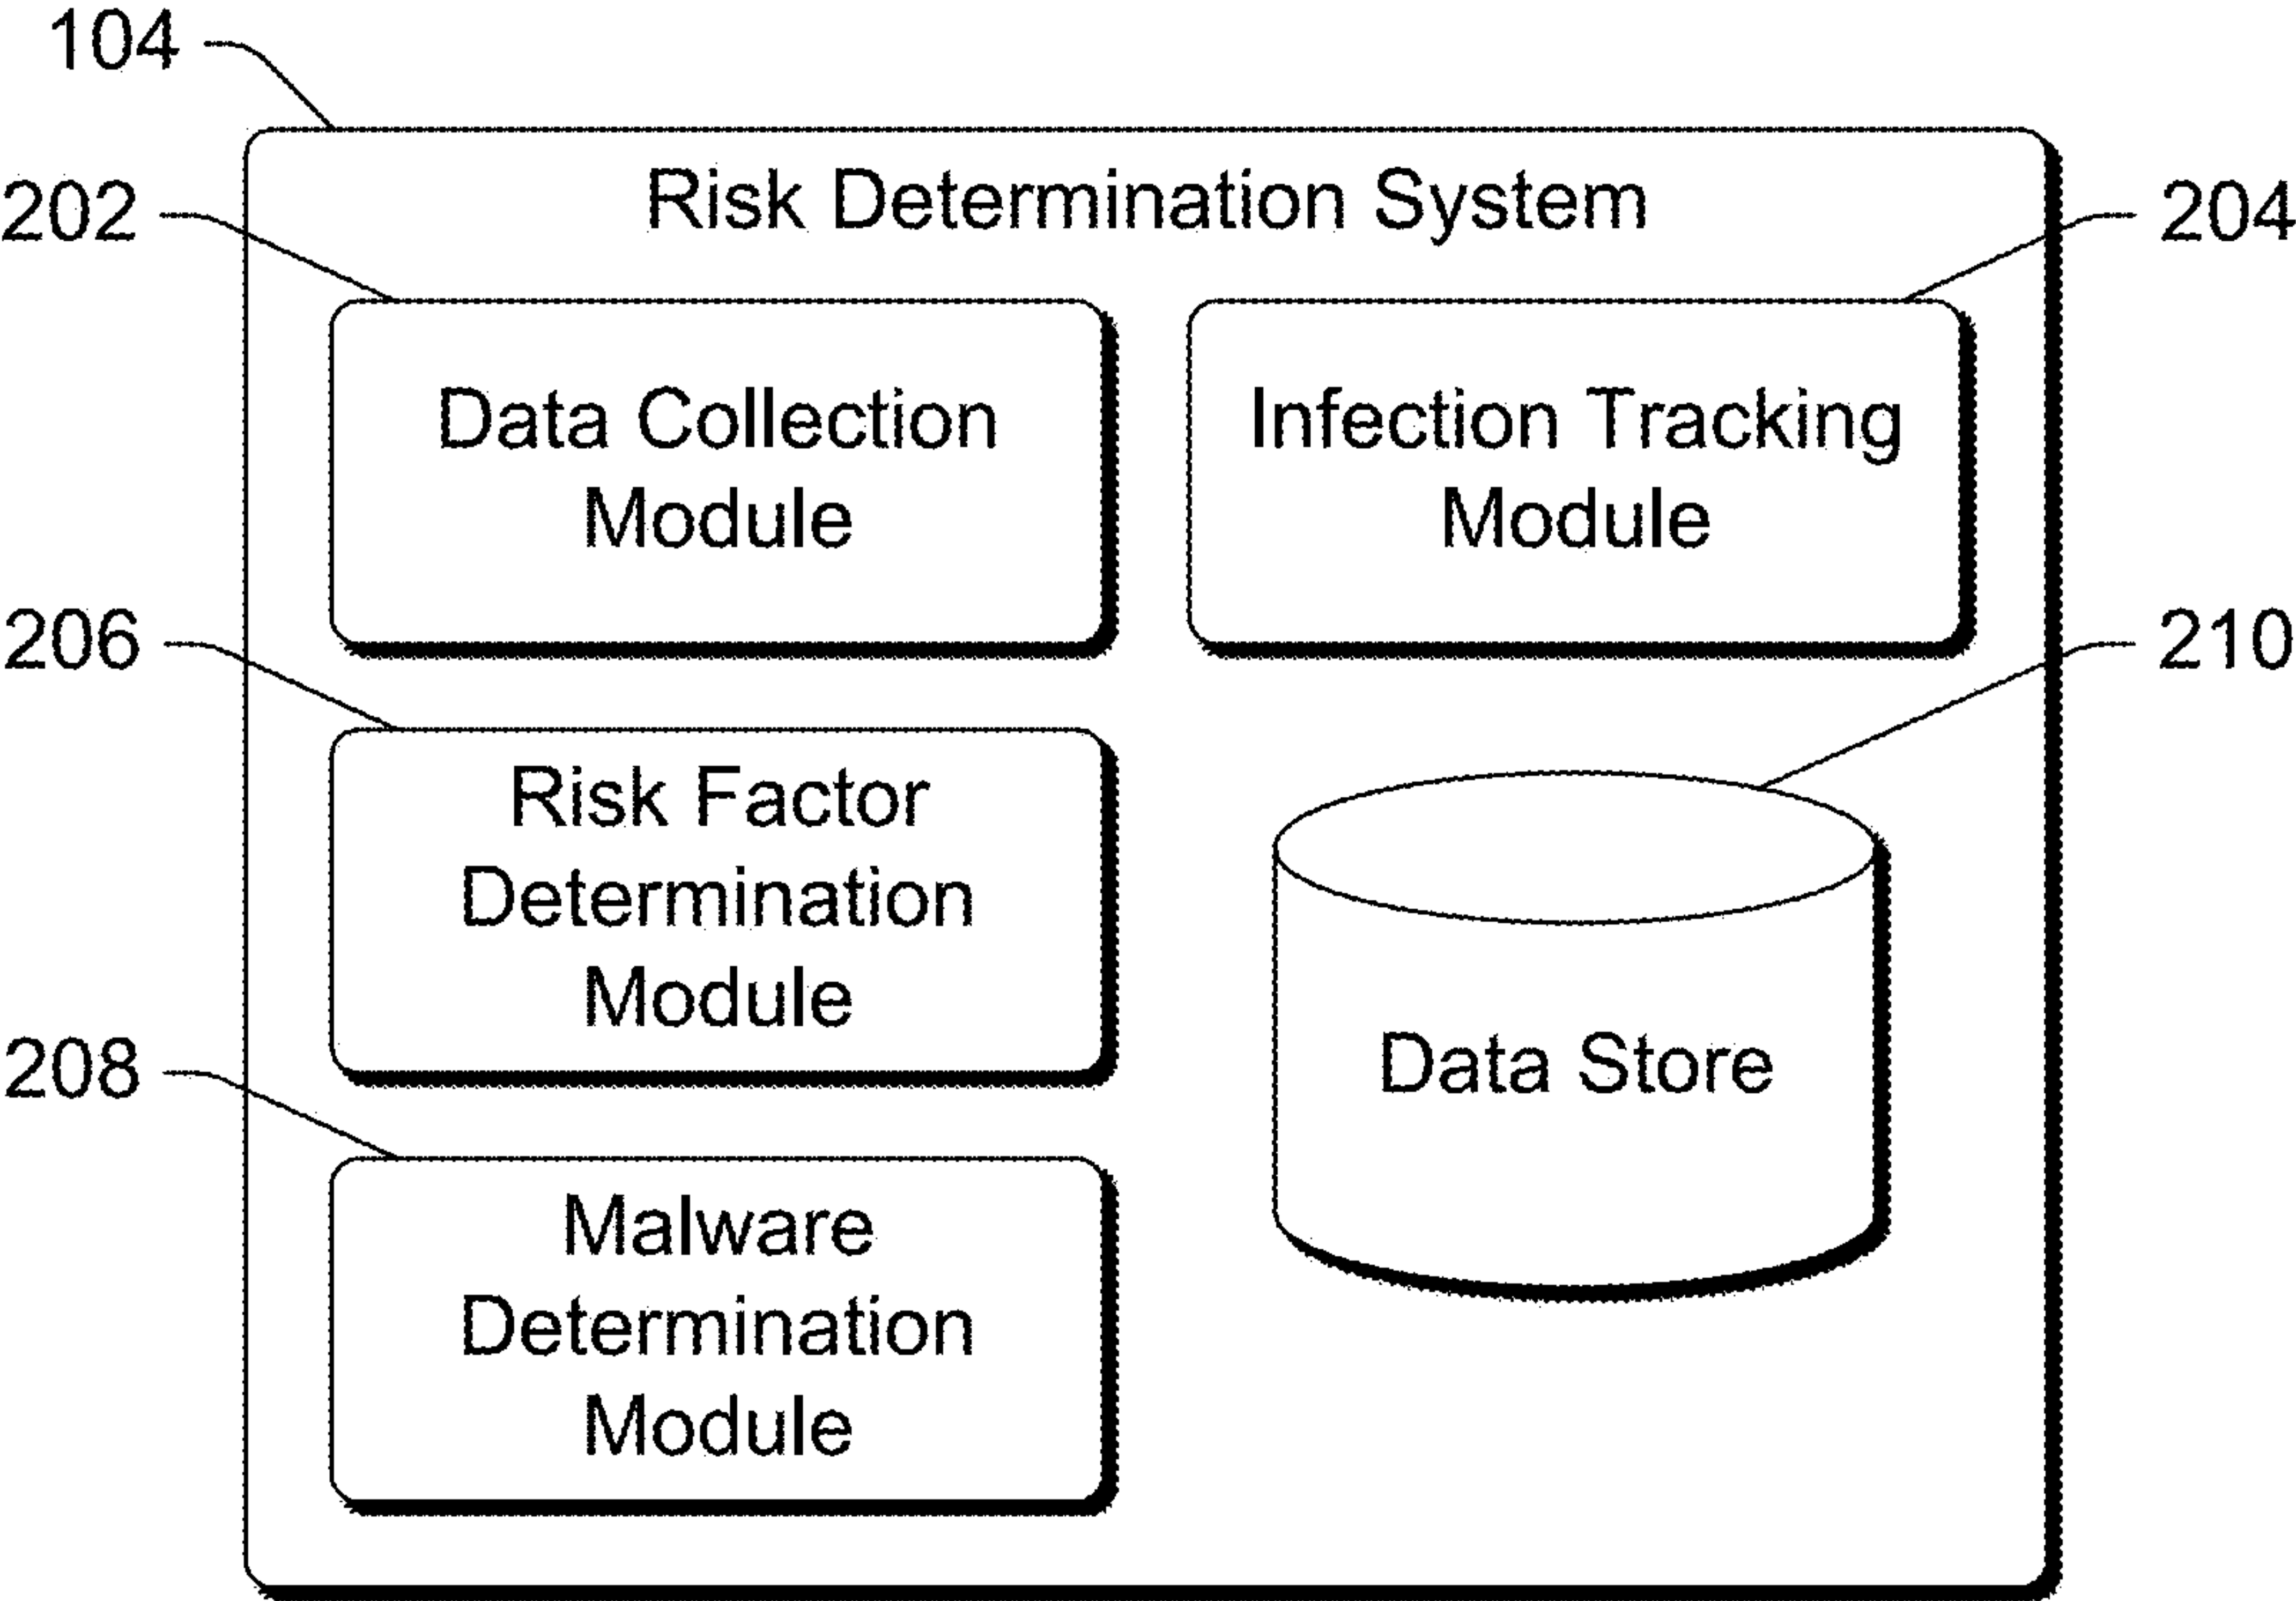 104
Risk Determination System
202
204
Data Collection
Module
Infection Tracking
Module
206
210
Risk Factor
Determination
Module
Data Store
208
Malware
Determination
Module